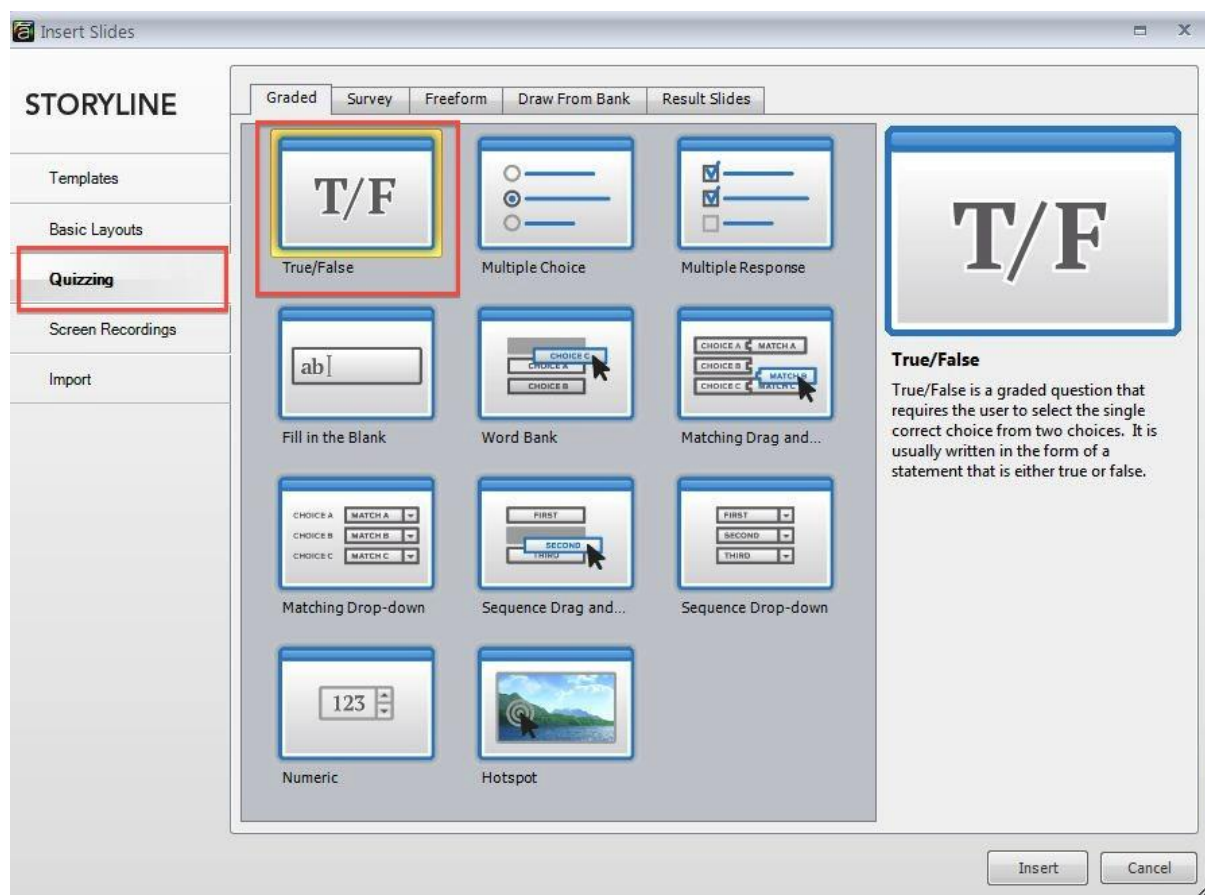 Insert Slides
STORYLINE
Templates
Basic Layouts
Quizzing
Screen Recordings
Import
Graded
Survey
Freeform
Draw From Bank
Result Slides
T/F
True/False
Multiple Choice
Multiple Response
ab
Fill in the Blank
CHOICE C
CHOICE A
CHOICE B
Word Bank
CHOICE A MATCH A
CHOICE B
MATCH B
CHOICE C MATCH C
Matching Drag and...
CHOICE A MATCH A
CHOICE B MATCH B
CHOICE C MATCH C
Matching Drop-down
FIRST
SECOND
THIRD
Sequence Drag and...
FIRST
SECOND
THIRD
Sequence Drop-down
123
Numeric
Hotspot
T/F
True/False
True/False is a graded question that
requires the user to select the single
correct choice from two choices. It is
usually written in the form of a
statement that is either true or false.
Insert
Cancel